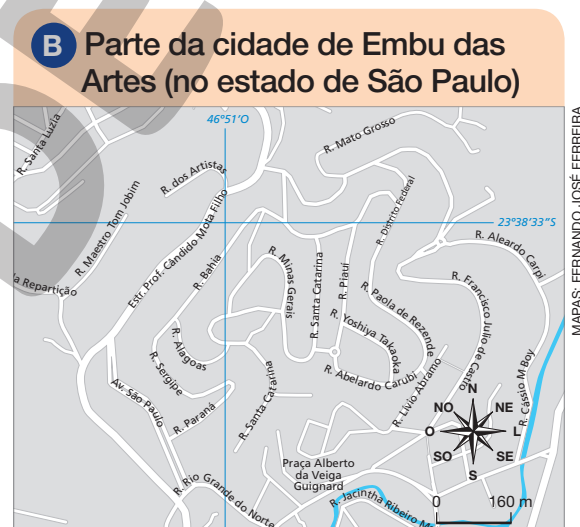 B Parte da cidade de Embu das
Artes (no estado de São Paulo)
46°51'O
R. Santa Luzia
R. Mato Grosso
R. dos Artistas
R. Maestro Tom Jobim
Estr. Prof. Cândido Mota Filho
R. Distrito Federal
23°38'33"S
R. Aleardo Carpi
da Repartição
R. Bahia
R. Minas Gerais
R. Santa Catarina
R. Piauí
R. Paola de Rezende
R. Francisco Julio de Castro
R. Yoshiya Takaoka
R. Alagoas
R. Sergipe
R. Abelardo Carubi
R. Lívio Abramo
R. Cássio M Boy
Av. São Paulo
R. Paraná
R. Santa Catarina
N
NO
NE
O
L
SO
SE
S
Praça Alberto
da Veiga
Guignard
R. Rio Grande do Norte
R. Jacintha Ribeiro
0 160 m
MAPAS: FERNANDO JOSÉ FERREIRA